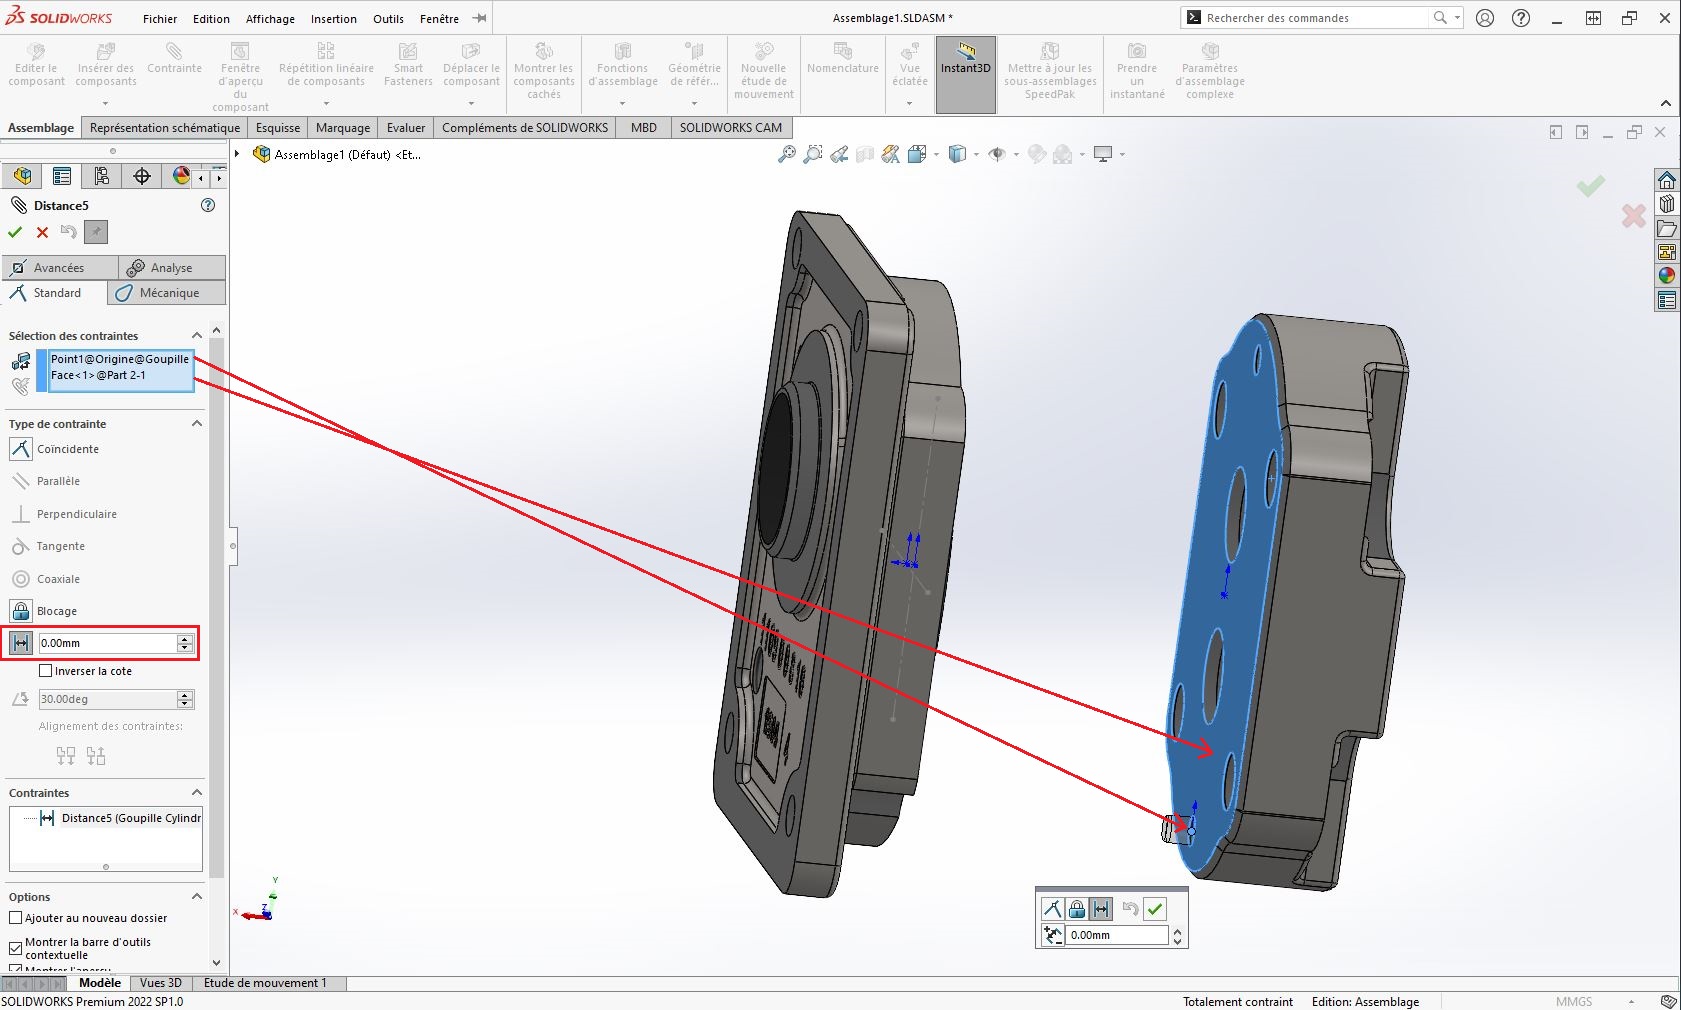 SOLIDWORKS
Fichier Edition Affichage Insertion Outils Fenêtre
Assemblage1.SLDASM *
Rechercher des commandes
Editer le composant
Insérer des composants
Contrainte
Fenêtre d'aperçu du composant
Répétition linéaire de composants
Smart Fasteners
Déplacer le composant
Montrer les composants cachés
Fonctions d'assemblage
Géométrie de référ...
Nouvelle étude de mouvement
Nomenclature
Vue éclatée
Instant3D
Mettre à jour les sous-assemblages SpeedPak
Prendre un instantané
Paramètres d'assemblage complexe
Assemblage Représentation schématique Esquisse Marquage Evaluer Compléments de SOLIDWORKS MBD SOLIDWORKS CAM
Assemblage1 (Défaut) <Et...
Distance5
Avancées Analyse
Standard Mécanique
Sélection des contraintes
Point1@Origine@Goupille
Face<1>@Part 2-1
Type de contrainte
Coïncidente
Parallèle
Perpendiculaire
Tangente
Coaxiale
Blocage
0.00mm
Inverser la cote
30.00deg
Alignement des contraintes:
Contraintes
Distance5 (Goupille Cylindr
Options
Ajouter au nouveau dossier
Montrer la barre d'outils
contextuelle
Montrer l'aperçu
Y
X
Z
0.00mm
Modèle Vues 3D Etude de mouvement 1
SOLIDWORKS Premium 2022 SP1.0
Totalement contraint Edition: Assemblage MMGS